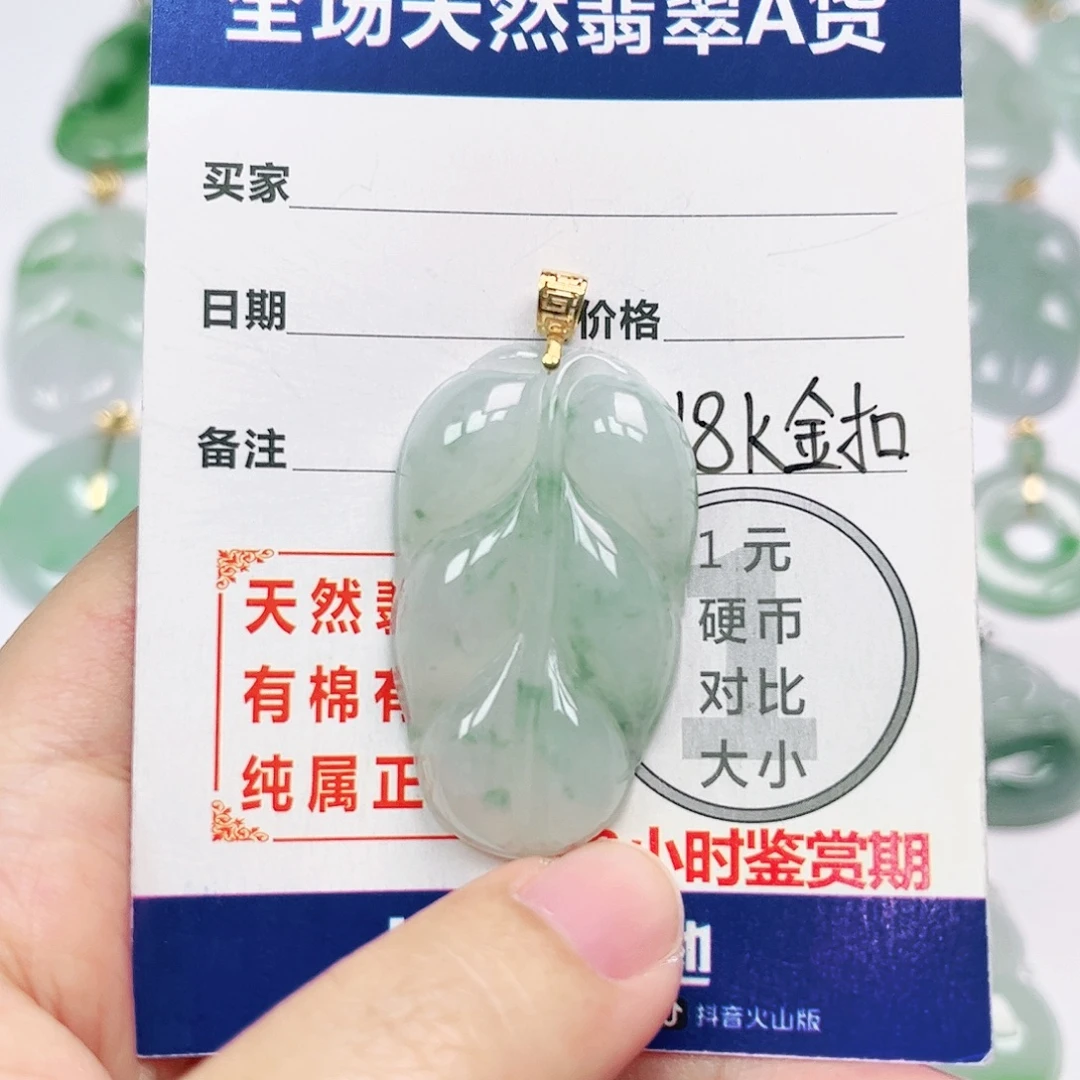 全场天然翡翠A货
买家
日期
价格
备注
18k金扣
天然
有棉有
纯属正
1元
硬币
对比
大小
小时鉴赏期
抖音火山版